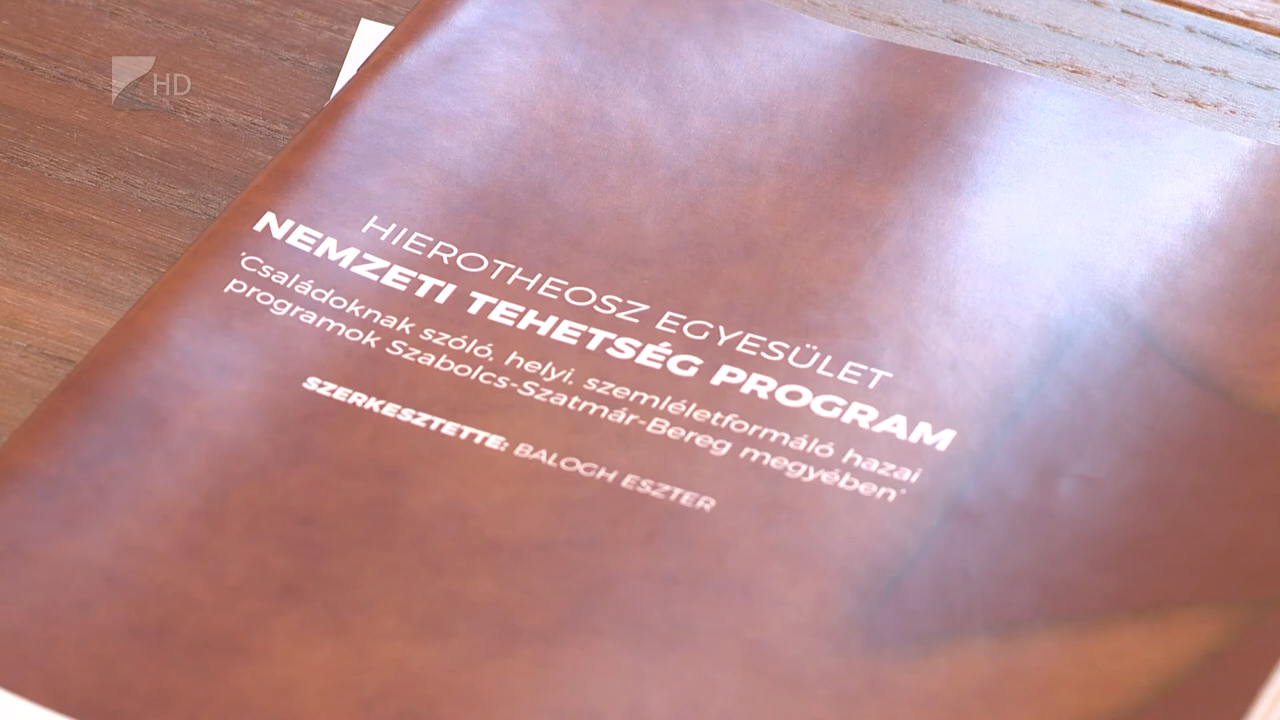 HD
HIEROTHEOSZ EGYESÜLET
NEMZETI TEHETSÉG PROGRAM
"Családoknak szóló, helyi, szemléletformáló hazai
programok Szabolcs-Szatmár-Bereg megyében"
SZERKESZTETTE: BALOGH ESZTER